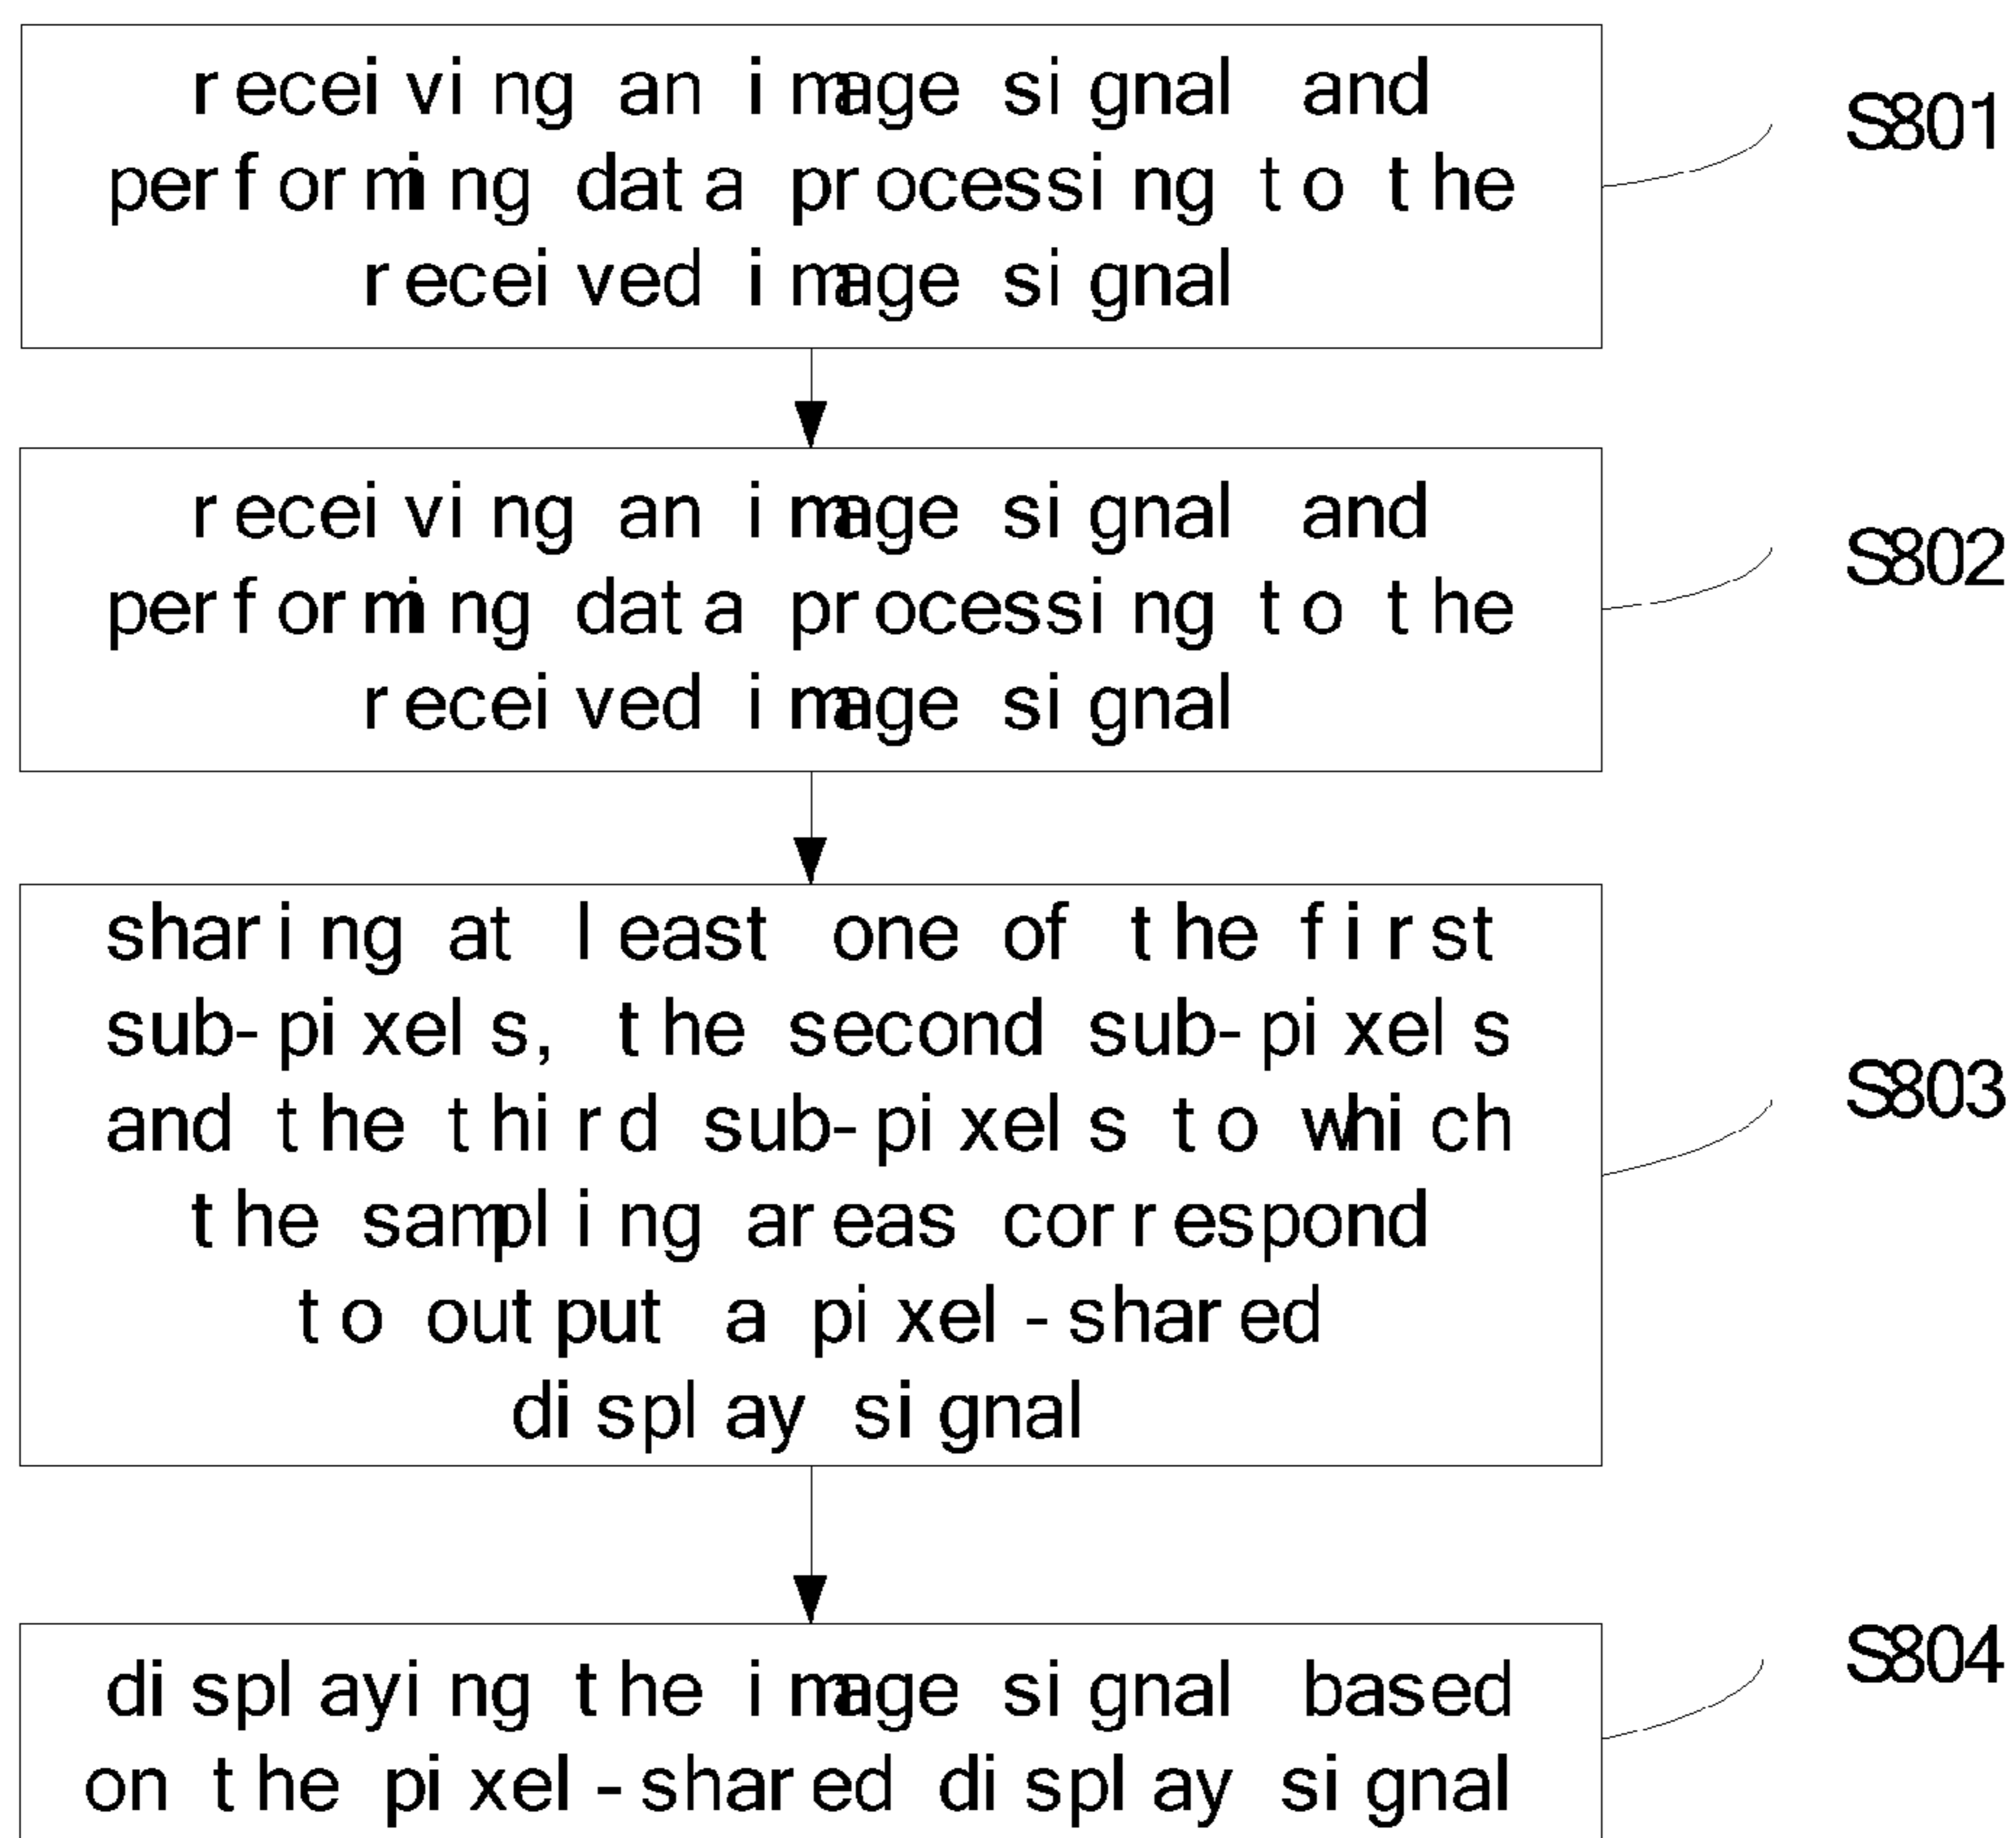 receiving an image signal and
performing data processing to the
received image signal
S801
receiving an image signal and
performing data processing to the
received image signal
S802
sharing at least one of the first
sub-pixels, the second sub-pixels
and the third sub-pixels to which
the sampling areas correspond
to output a pixel-shared
display signal
S803
displaying the image signal based
on the pixel-shared display signal
S804